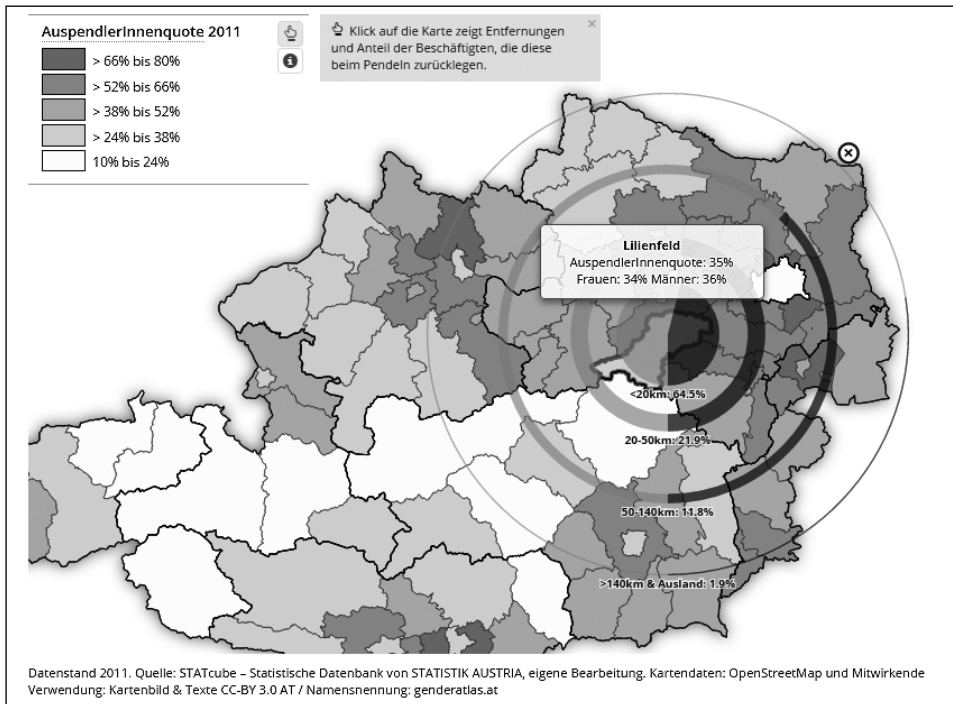 AuspendlerInnenquote 2011
> 66% bis 80%
> 52% bis 66%
> 38% bis 52%
> 24% bis 38%
10% bis 24%
Klick auf die Karte zeigt Entfernungen
und Anteil der Beschäftigten, die diese
beim Pendeln zurücklegen.
Lilienfeld
AuspendlerInnenquote: 35%
Frauen: 34% Männer: 36%
<20km: 64.5%
20-50km: 21.9%
50-140km: 11.8%
>140km & Ausland: 1.9%
Datenstand 2011. Quelle: STATcube – Statistische Datenbank von STATISTIK AUSTRIA, eigene Bearbeitung. Kartendaten: OpenStreetMap und Mitwirkende
Verwendung: Kartenbild & Texte CC-BY 3.0 AT / Namensnennung: genderatlas.at